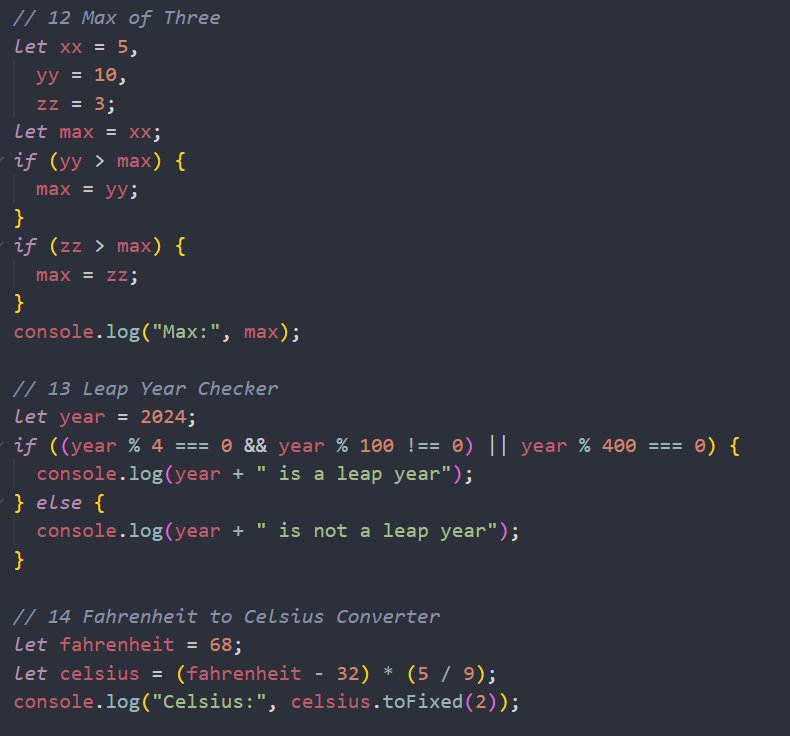 // 12 Max of Three
let xx = 5,
  yy = 10,
  zz = 3;
let max = xx;
if (yy > max) {
  max = yy;
}
if (zz > max) {
  max = zz;
}
console.log("Max:", max);

// 13 Leap Year Checker
let year = 2024;
if ((year % 4 === 0 && year % 100 !== 0) || year % 400 === 0) {
  console.log(year + " is a leap year");
} else {
  console.log(year + " is not a leap year");
}

// 14 Fahrenheit to Celsius Converter
let fahrenheit = 68;
let celsius = (fahrenheit - 32) * (5 / 9);
console.log("Celsius:", celsius.toFixed(2));